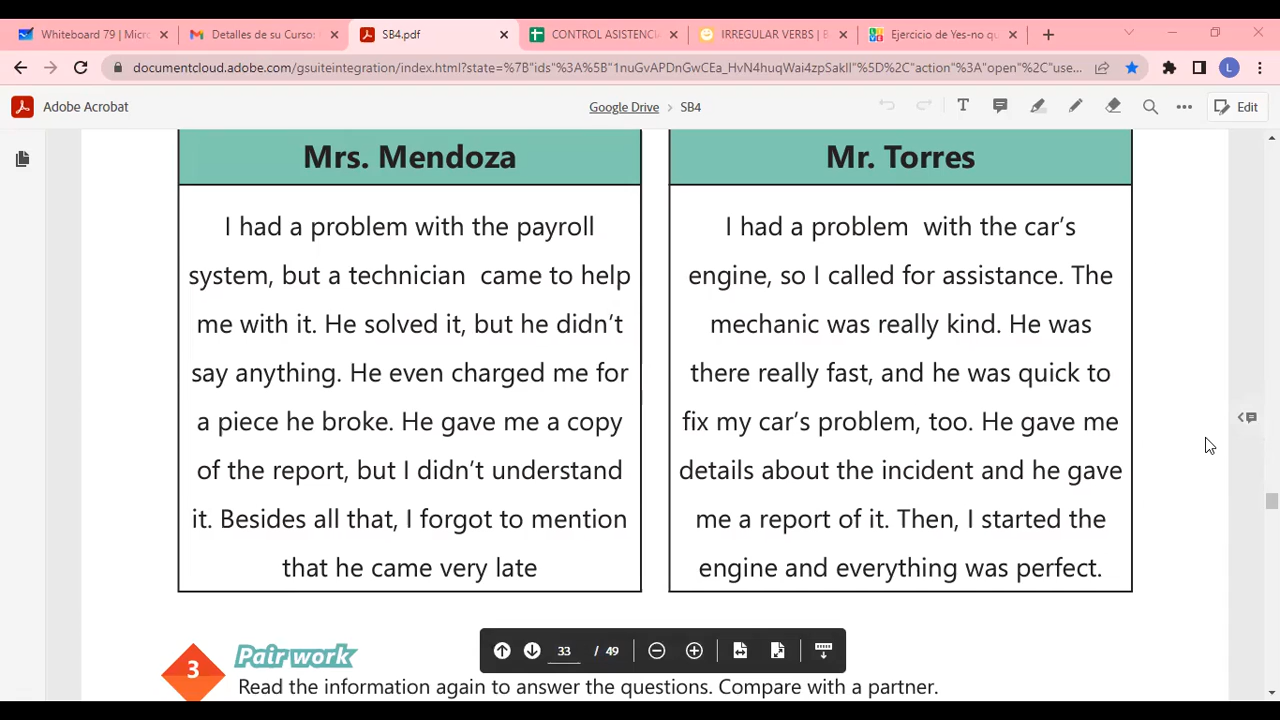 Whiteboard 79 | Micr
Detalles de su Curso:
SB4.pdf
CONTROL ASISTENCI
IRREGULAR VERBS | B
Ejercicio de Yes-no qu
documentcloud.adobe.com/gsuiteintegration/index.html?state=%7B"ids"%3A%5B"1nuGvAPDnGwCEa_HvN4huqWai4zpSakll"%5D%2C"action"%3A"open"%2C"use...
L
Adobe Acrobat
Google Drive > SB4
Edit
Mrs. Mendoza
I had a problem with the payroll
system, but a technician came to help
me with it. He solved it, but he didn't
say anything. He even charged me for
a piece he broke. He gave me a copy
of the report, but I didn't understand
it. Besides all that, I forgot to mention
that he came very late
Mr. Torres
I had a problem with the car's
engine, so I called for assistance. The
mechanic was really kind. He was
there really fast, and he was quick to
fix my car's problem, too. He gave me
details about the incident and he gave
me a report of it. Then, I started the
engine and everything was perfect.
33 / 49
3
Pair work
Read the information again to answer the questions. Compare with a partner.